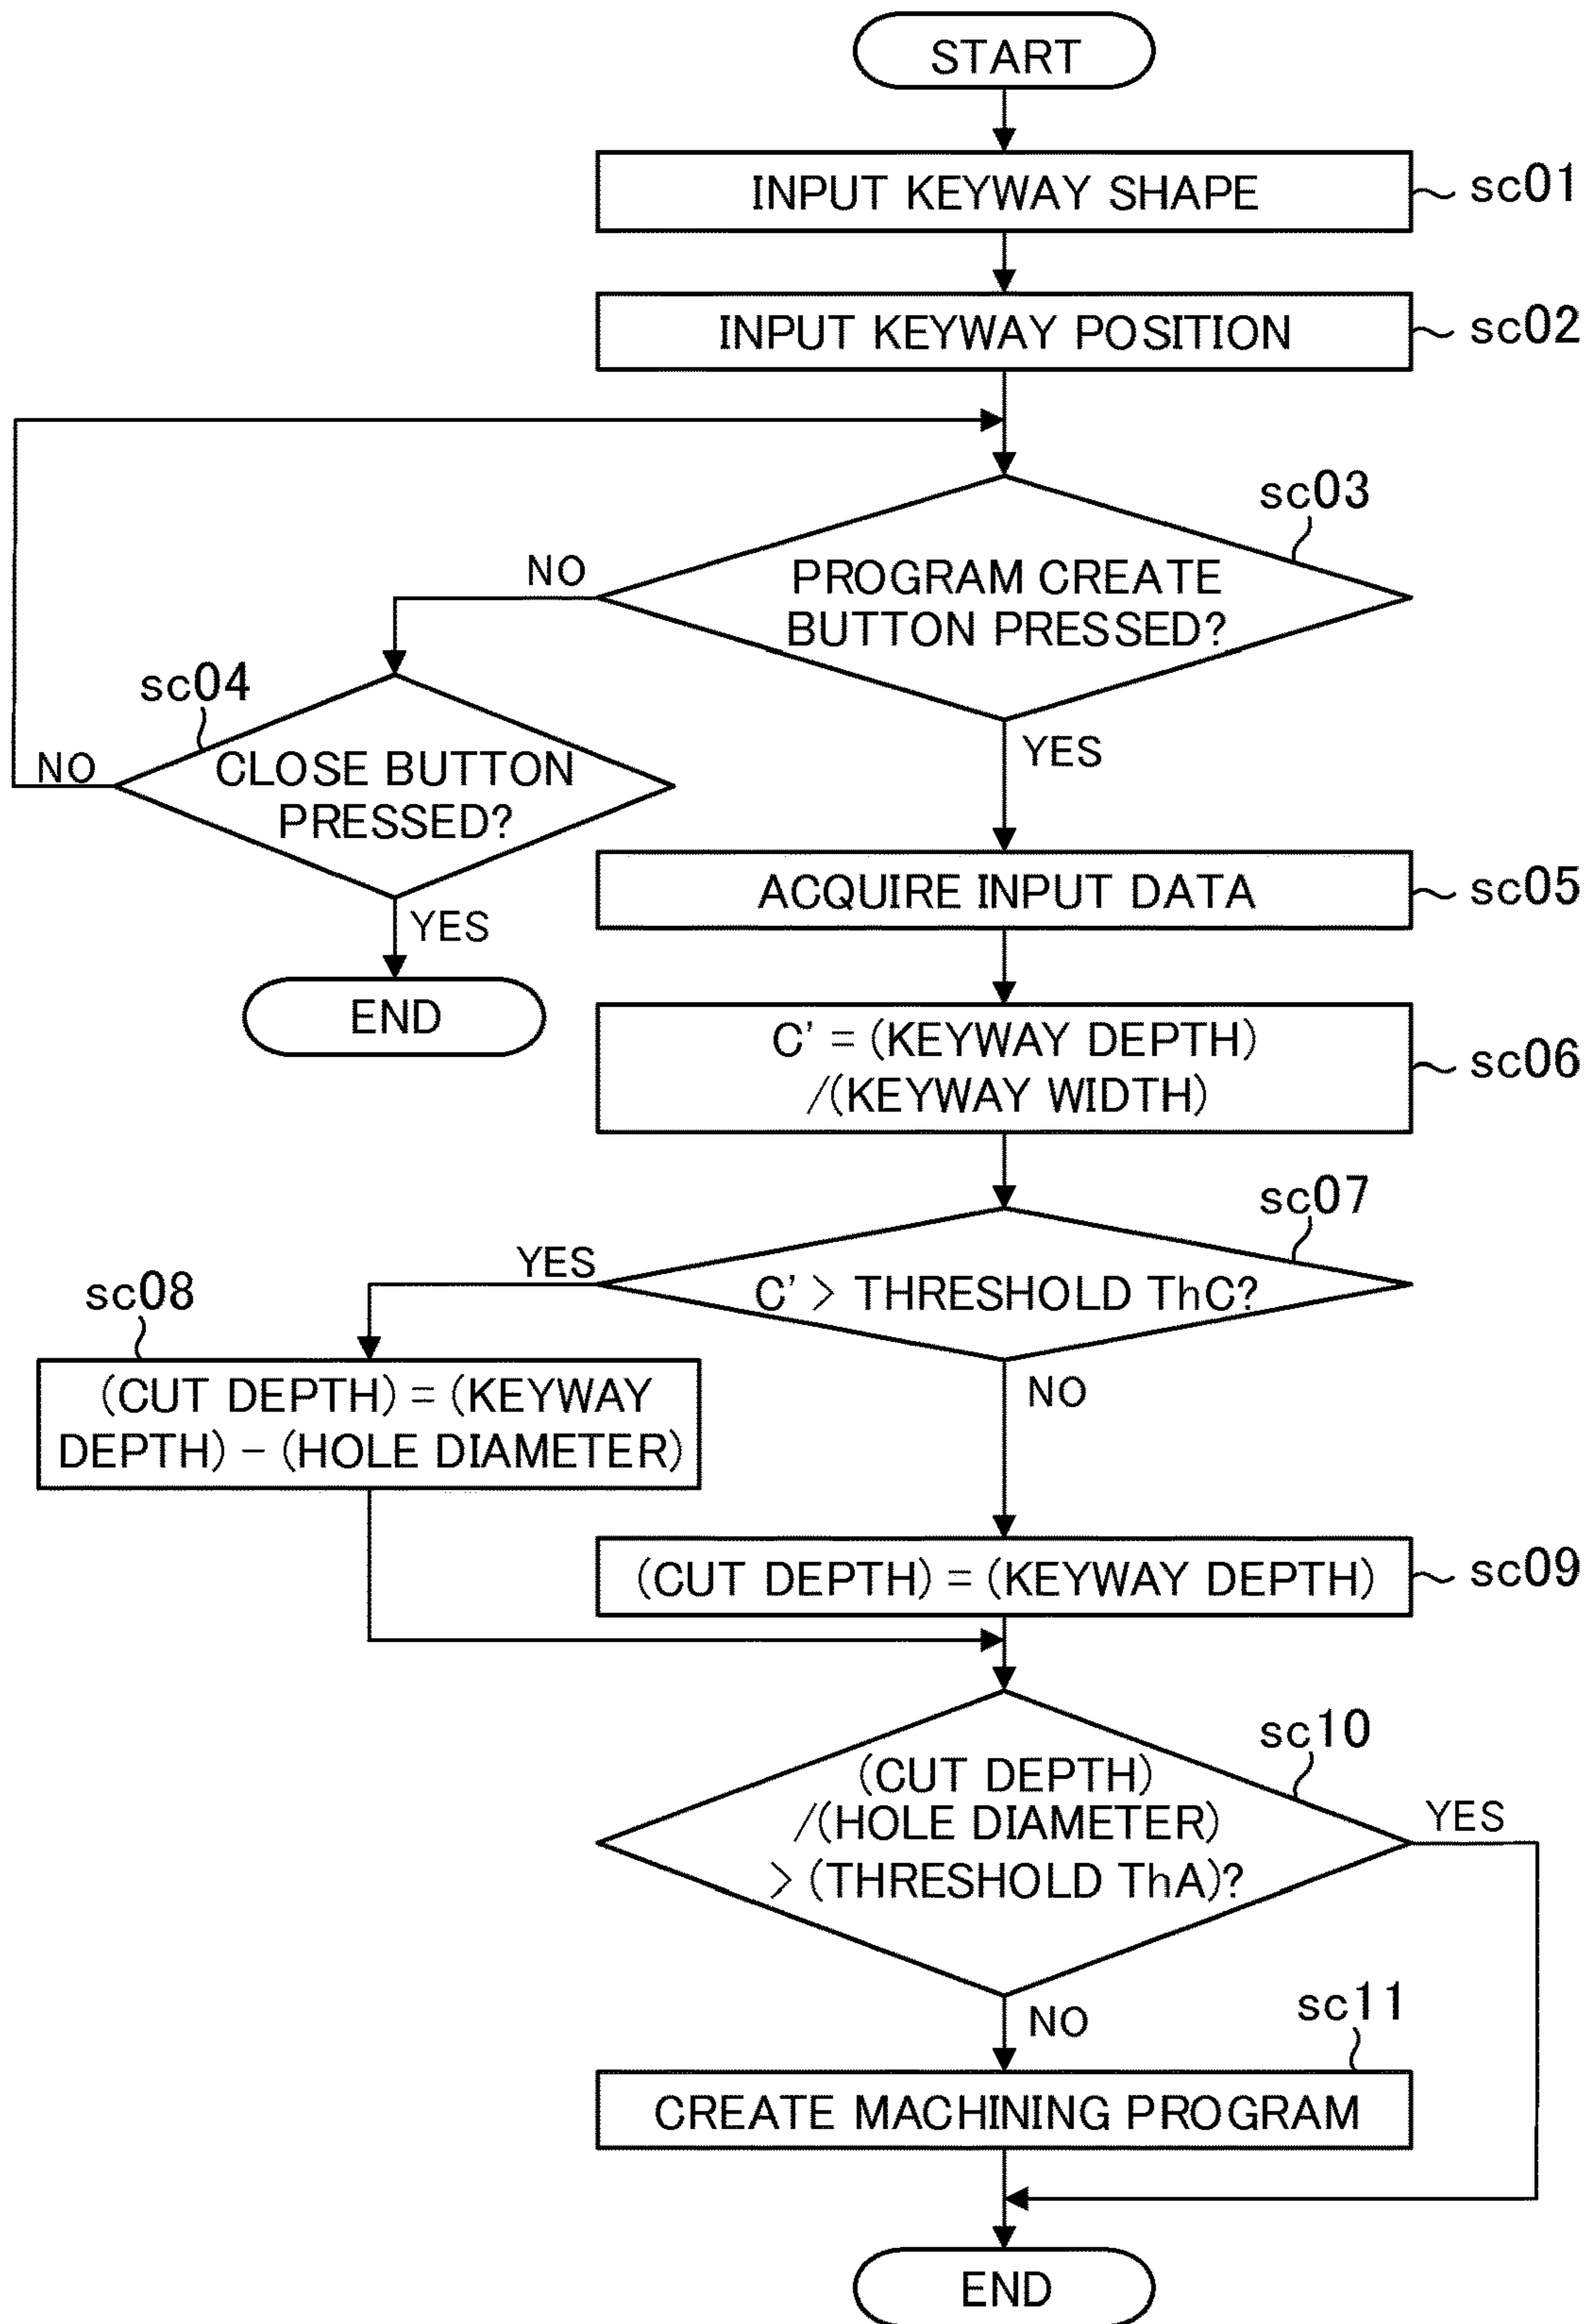 START
INPUT KEYWAY SHAPE
sc01
INPUT KEYWAY POSITION
sc02
sc03
PROGRAM CREATE
BUTTON PRESSED?
NO
YES
sc04
CLOSE BUTTON
PRESSED?
NO
YES
END
ACQUIRE INPUT DATA
sc05
C' = (KEYWAY DEPTH)
/(KEYWAY WIDTH)
sc06
sc07
C' > THRESHOLD ThC?
YES
NO
sc08
(CUT DEPTH) = (KEYWAY
DEPTH) - (HOLE DIAMETER)
(CUT DEPTH) = (KEYWAY DEPTH)
sc09
sc10
(CUT DEPTH)
/(HOLE DIAMETER)
> (THRESHOLD ThA)?
YES
NO
sc11
CREATE MACHINING PROGRAM
END